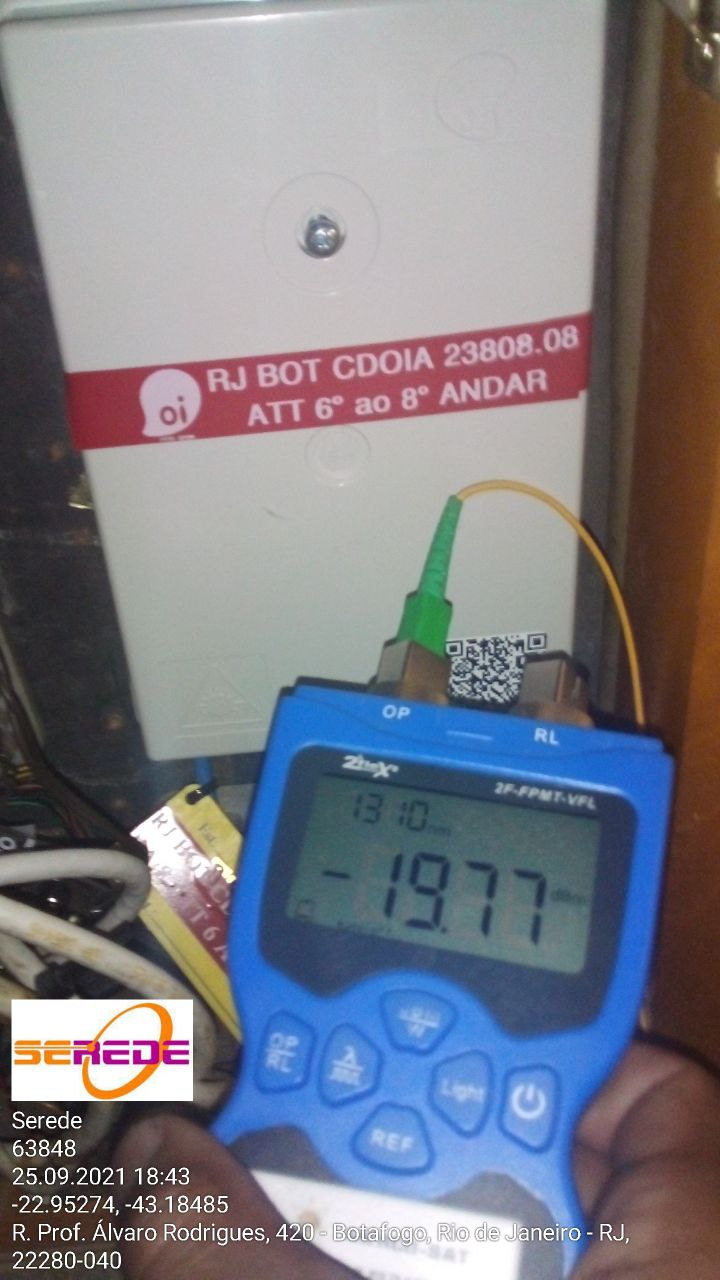 oi
RJ BOT CDOIA 23808.08
ATT 6º ao 8º ANDAR
OP
RL
2F-FPMT-VFL
1310nm
-19.77 dBm
OP
RL
λ
Light
REF
SEREDE
Serede
63848
25.09.2021 18:43
-22.95274, -43.18485
R. Prof. Álvaro Rodrigues, 420 - Botafogo, Rio de Janeiro - RJ,
22280-040